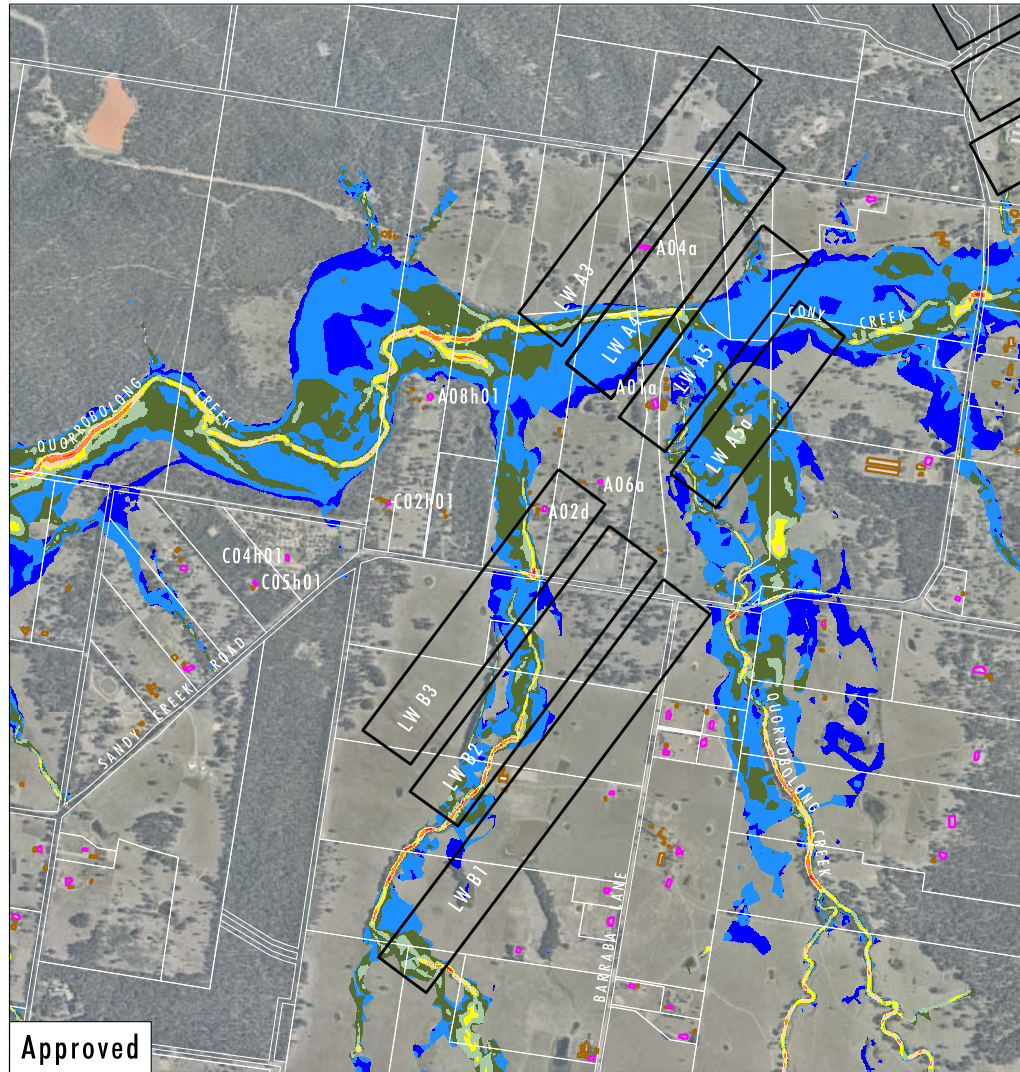 A04a
LW A3
CONY CREEK
LW A4
LW A5
QUORROBOLONG CREEK
A01a
A08h01
LW A5a
A06a
C02h01
A02d
C04h01
C05h01
SANDY CREEK ROAD
LW B3
LW B2
QUORROBOLONG CREEK
LW B1
BARRABA LANE
Approved